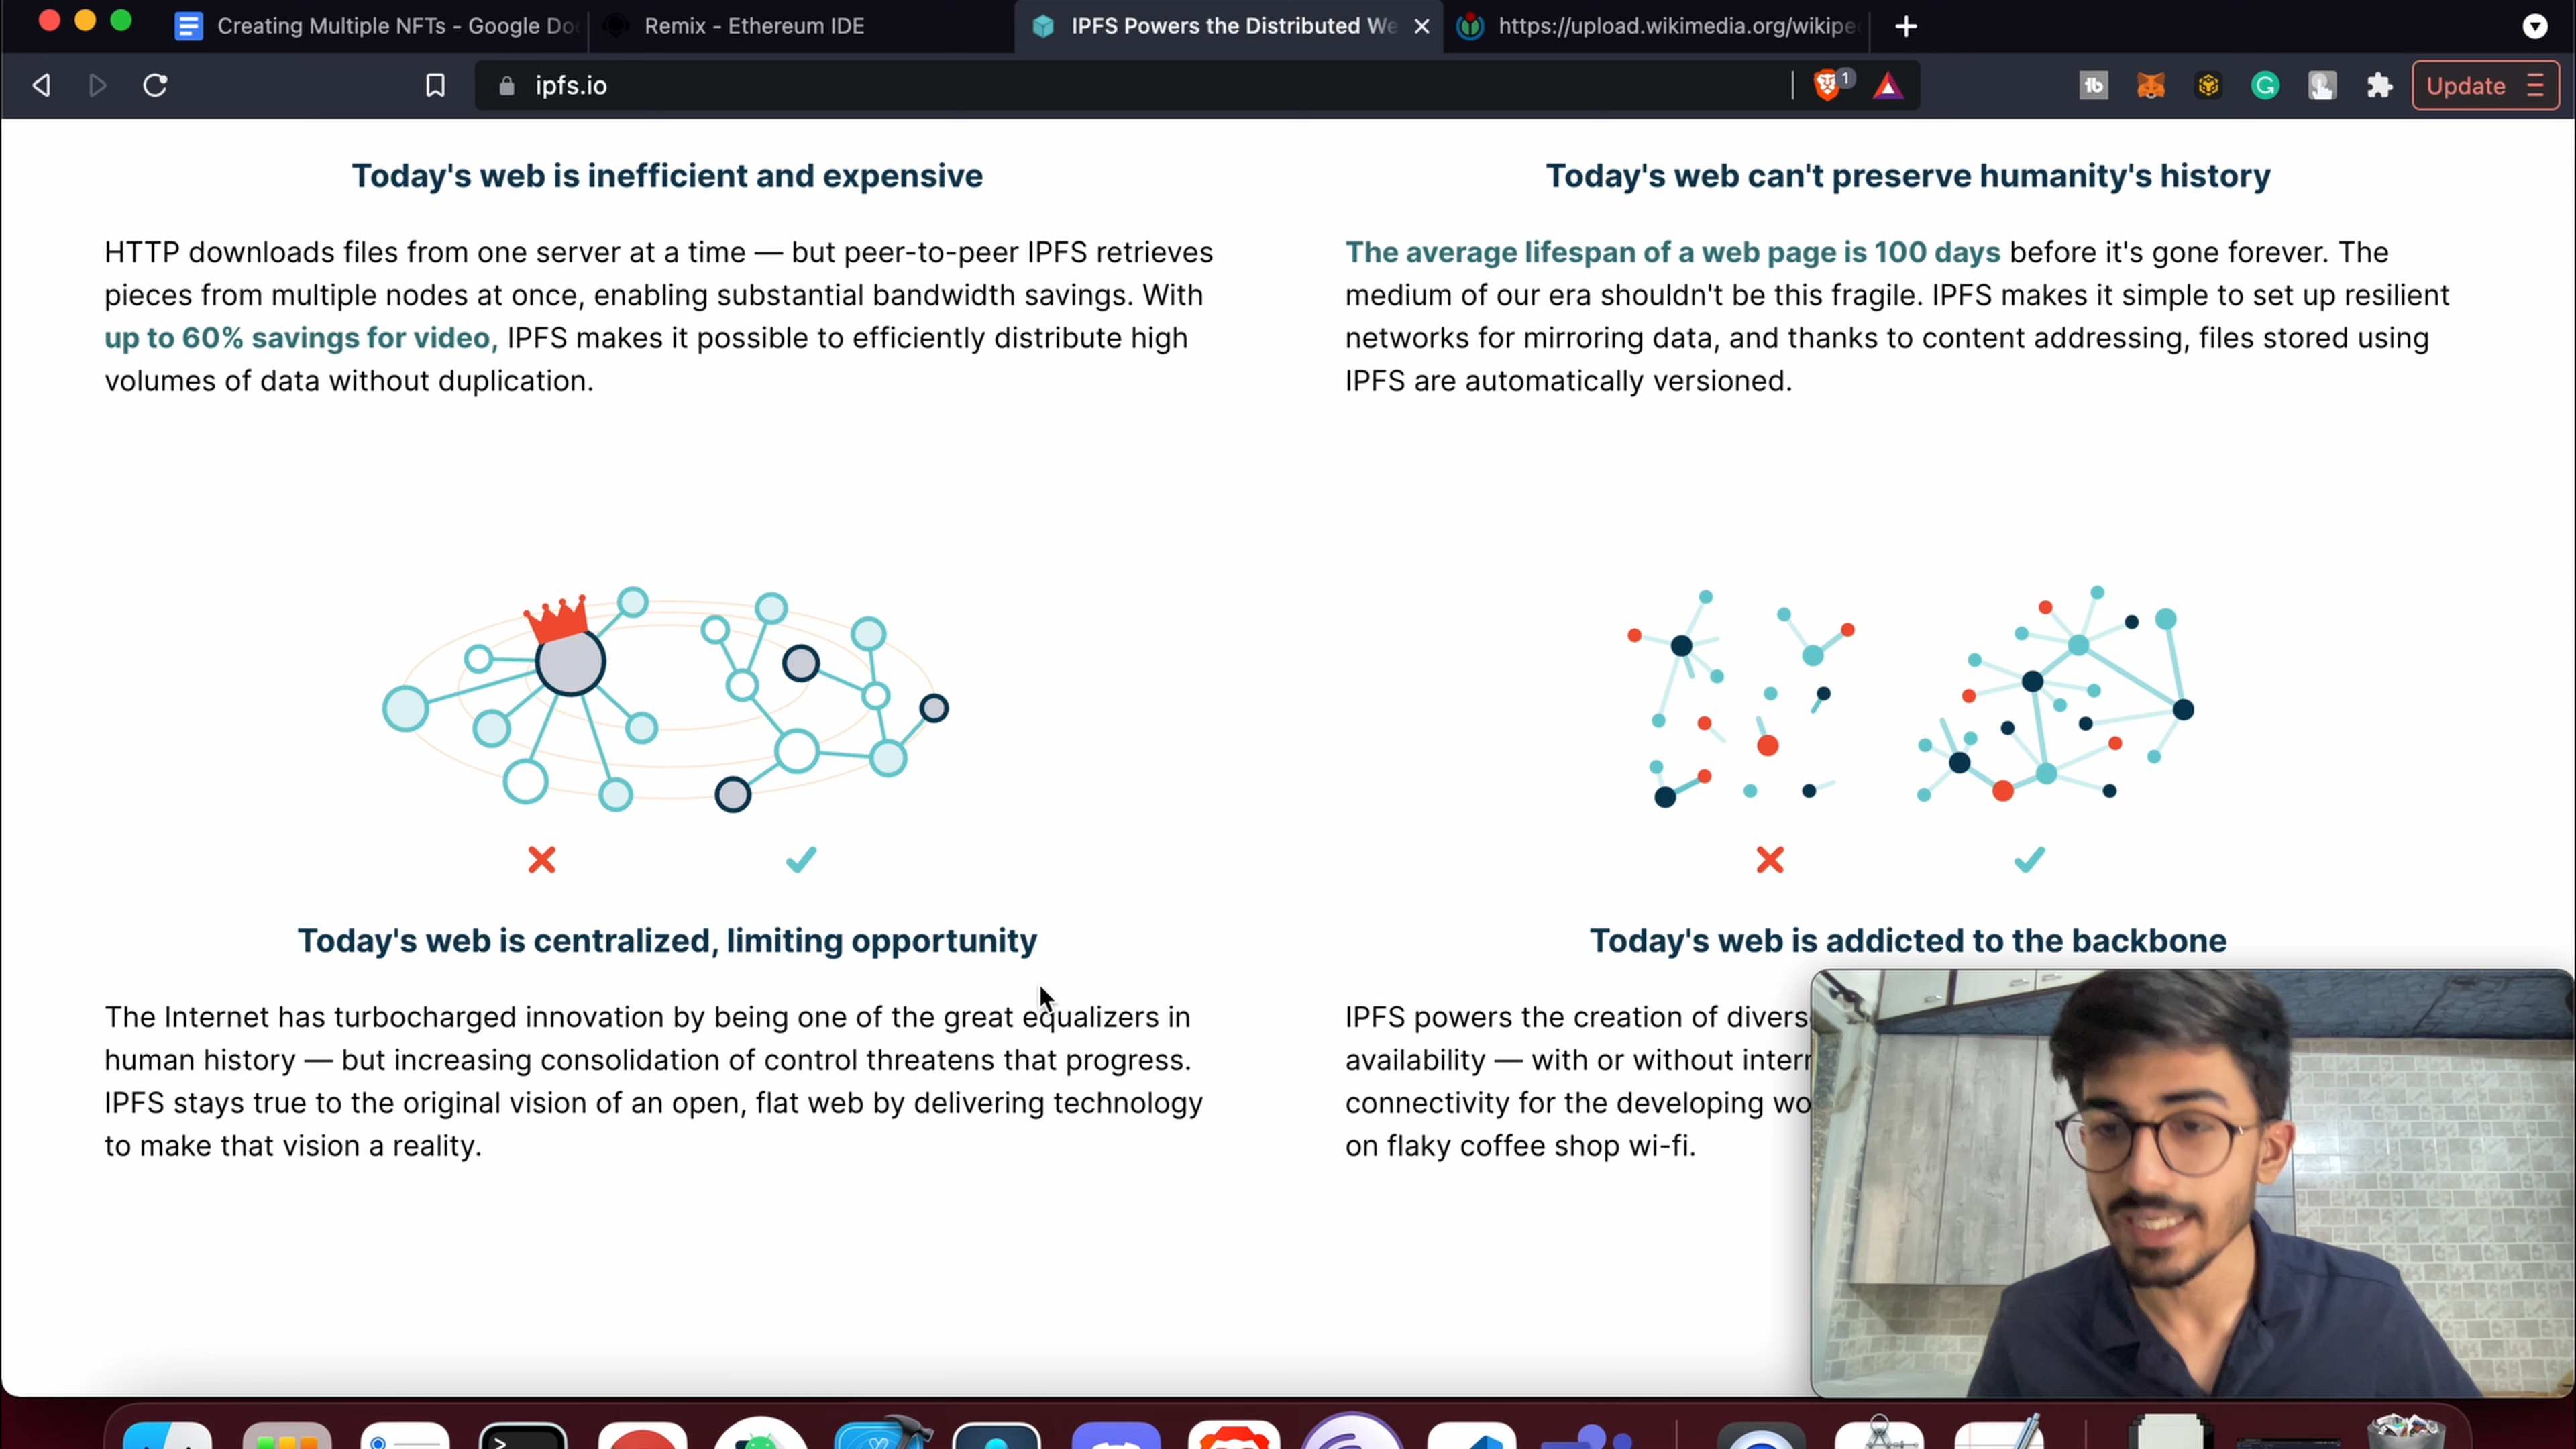 Creating Multiple NFTs - Google Do
Remix - Ethereum IDE
IPFS Powers the Distributed We
https://upload.wikimedia.org/wikipe
ipfs.io
1
Update
Today's web is inefficient and expensive
HTTP downloads files from one server at a time — but peer-to-peer IPFS retrieves
pieces from multiple nodes at once, enabling substantial bandwidth savings. With
up to 60% savings for video, IPFS makes it possible to efficiently distribute high
volumes of data without duplication.
Today's web can't preserve humanity's history
The average lifespan of a web page is 100 days before it's gone forever. The
medium of our era shouldn't be this fragile. IPFS makes it simple to set up resilient
networks for mirroring data, and thanks to content addressing, files stored using
IPFS are automatically versioned.
Today's web is centralized, limiting opportunity
The Internet has turbocharged innovation by being one of the great equalizers in
human history — but increasing consolidation of control threatens that progress.
IPFS stays true to the original vision of an open, flat web by delivering technology
to make that vision a reality.
Today's web is addicted to the backbone
IPFS powers the creation of divers
availability — with or without intern
connectivity for the developing wo
on flaky coffee shop wi-fi.